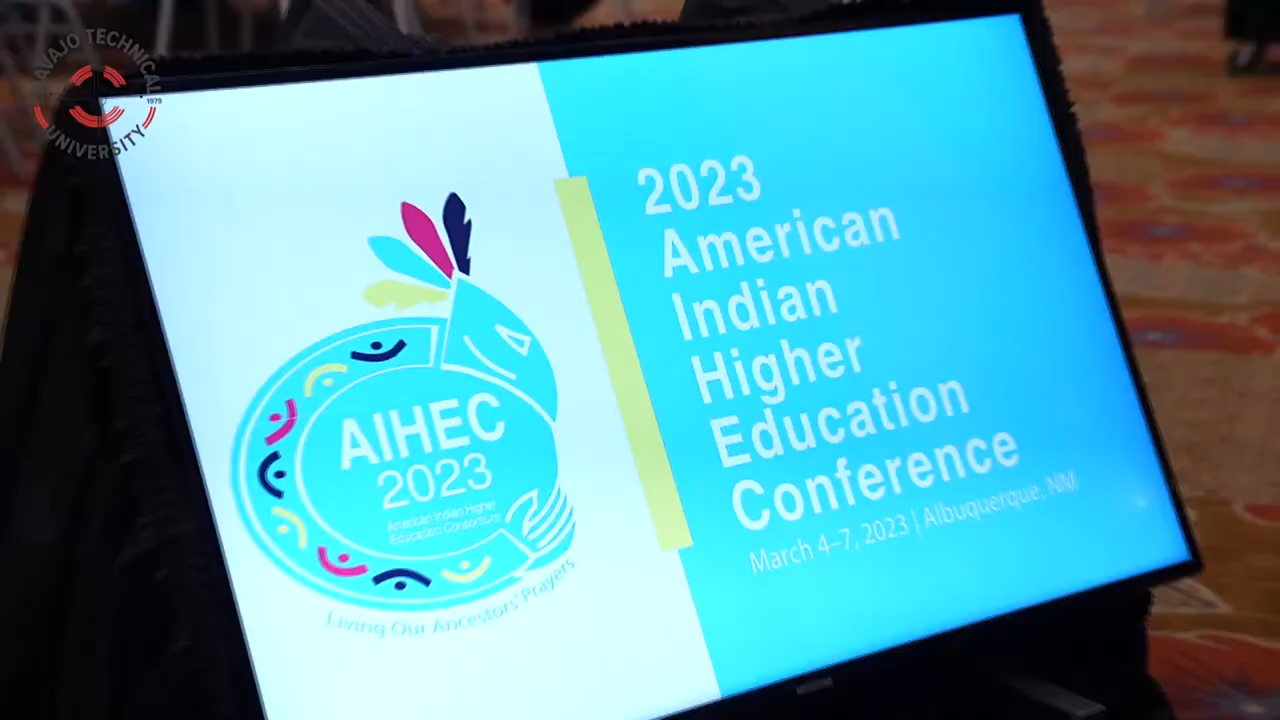 NAVAJO TECHNICAL
1979
UNIVERSITY
AIHEC
2023
American Indian Higher
Education Consortium
Living Our Ancestors' Prayers
2023
American
Indian
Higher
Education
Conference
March 4–7, 2023 | Albuquerque, NM